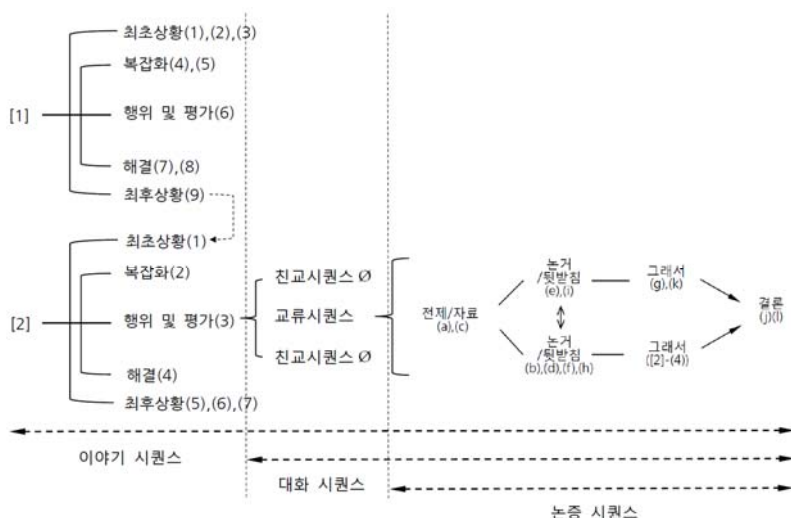 최초상황(1),(2),(3)
복잡화(4),(5)
[1]
행위 및 평가(6)
해결(7),(8)
최후상황(9)
최초상황(1)
복잡화(2)
[2]
행위 및 평가(3)
해결(4)
최후상황(5),(6),(7)
친교시퀀스 Ø
교류시퀀스
친교시퀀스 Ø
전제/자료
(a),(c)
논거
/뒷받침
(e),(i)
논거
/뒷받침
(b),(d),(f),(h)
그래서
(g),(k)
그래서
([2]-(4))
결론
(j)(l)
이야기 시퀀스
대화 시퀀스
논증 시퀀스